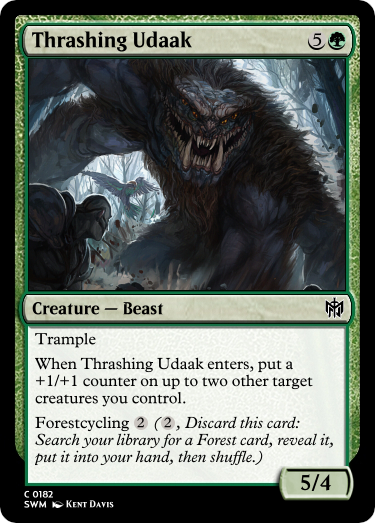 Thrashing Udaak 5
Creature — Beast
Trample
When Thrashing Udaak enters, put a
+1/+1 counter on up to two other target
creatures you control.
Forestcycling 2 (2, Discard this card:
Search your library for a Forest card, reveal it,
put it into your hand, then shuffle.)
5/4
C 0182
SWM Kent Davis